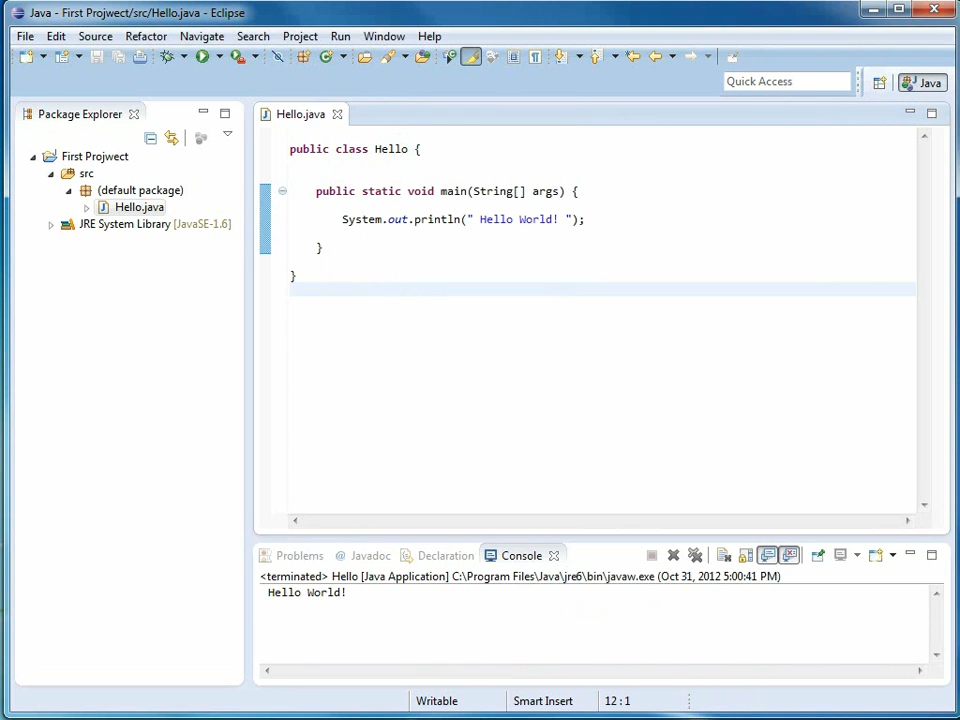 Java - First Projwect/src/Hello.java - Eclipse
File Edit Source Refactor Navigate Search Project Run Window Help
Quick Access
Java
Package Explorer
First Projwect
src
(default package)
Hello.java
JRE System Library [JavaSE-1.6]
Hello.java
public class Hello {
public static void main(String[] args) {
System.out.println(" Hello World! ");
}
}
Problems @ Javadoc Declaration Console
<terminated> Hello [Java Application] C:\Program Files\Java\jre6\bin\javaw.exe (Oct 31, 2012 5:00:41 PM)
Hello World!
Writable Smart Insert 12 : 1